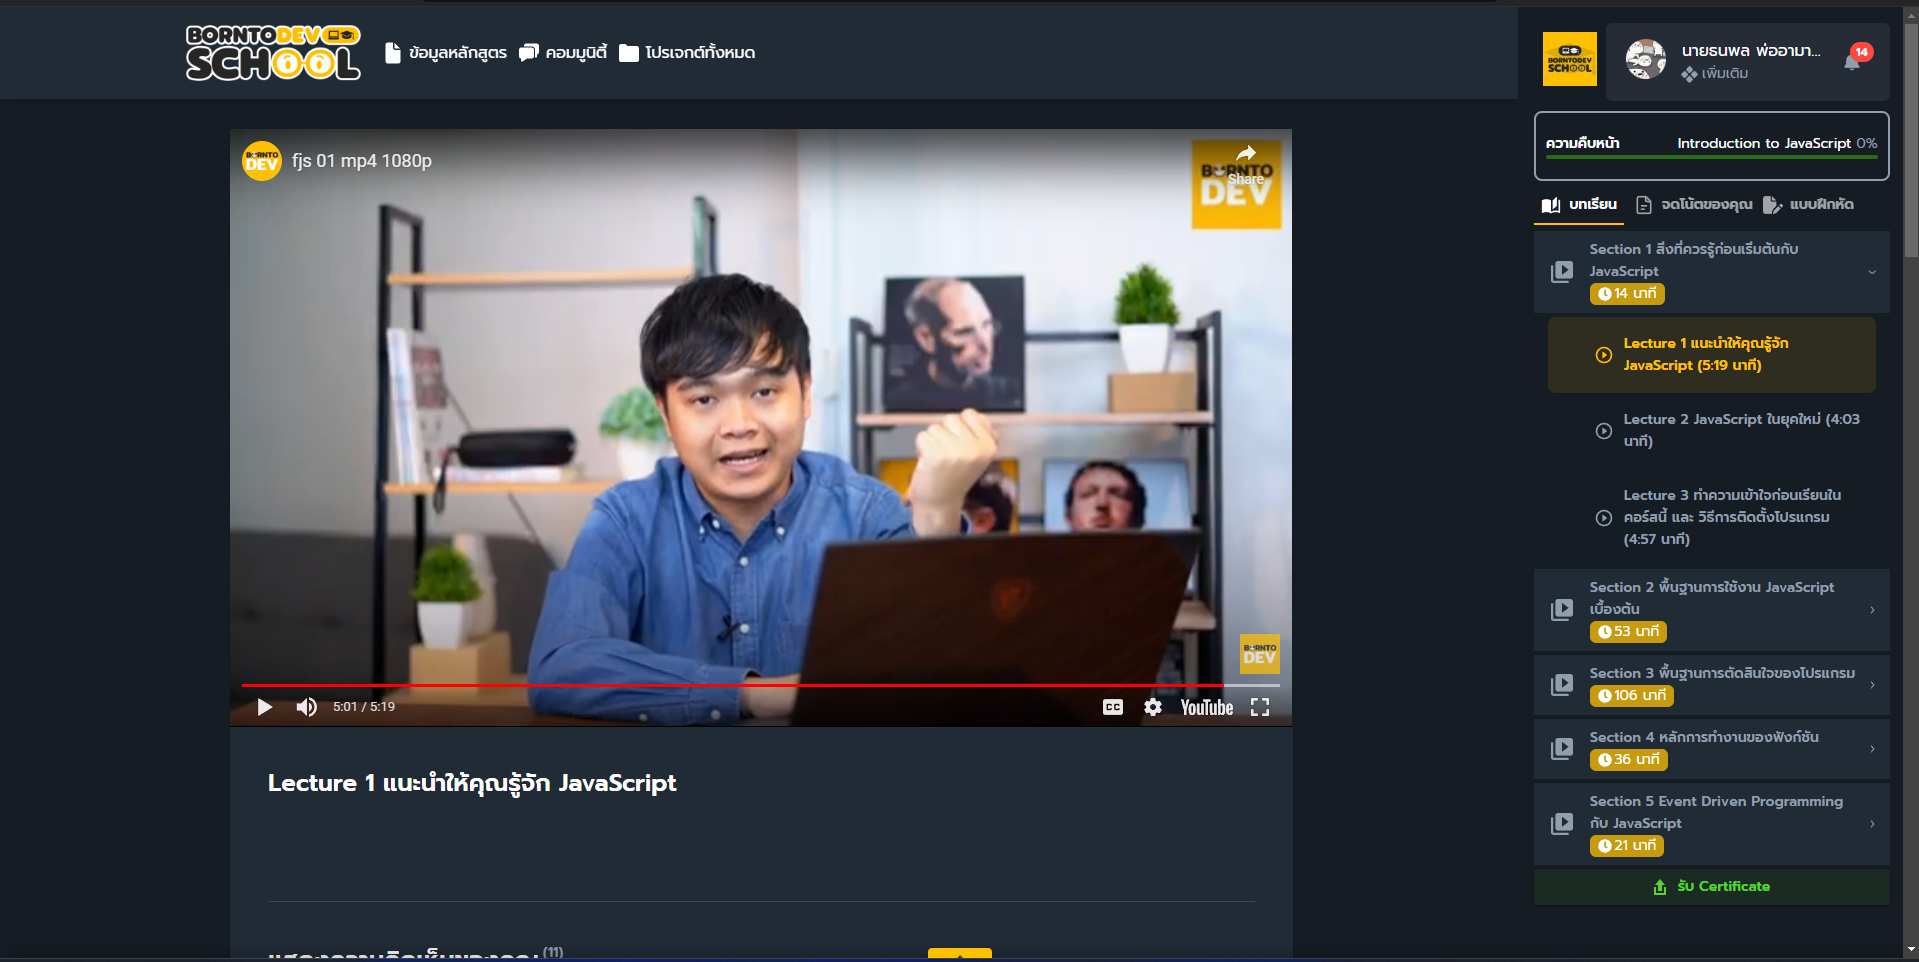 BORNTODEV
SCHOOL
ข้อมูลหลักสูตร
คอมมูนิตี้
โปรเจกต์ทั้งหมด
BORNTODEV
SCHOOL
นายธนพล พ่ออามา...
เพิ่มเติม
14
ความคืบหน้า
Introduction to JavaScript 0%
บทเรียน
จดโน้ตของคุณ
แบบฝึกหัด
BORNTO
DEV
fjs 01 mp4 1080p
BORNTO
DEV
Share
BORNTO
DEV
5:01 / 5:19
CC
YouTube
Lecture 1 แนะนำให้คุณรู้จัก JavaScript
(11)
Section 1 สิ่งที่ควรรู้ก่อนเริ่มต้นกับ
JavaScript
14 นาที
Lecture 1 แนะนำให้คุณรู้จัก
JavaScript (5:19 นาที)
Lecture 2 JavaScript ในยุคใหม่ (4:03
นาที)
Lecture 3 ทำความเข้าใจก่อนเรียนใน
คอร์สนี้ และ วิธีการติดตั้งโปรแกรม
(4:57 นาที)
Section 2 พื้นฐานการใช้งาน JavaScript
เบื้องต้น
53 นาที
Section 3 พื้นฐานการตัดสินใจของโปรแกรม
106 นาที
Section 4 หลักการทำงานของฟังก์ชัน
36 นาที
Section 5 Event Driven Programming
กับ JavaScript
21 นาที
รับ Certificate